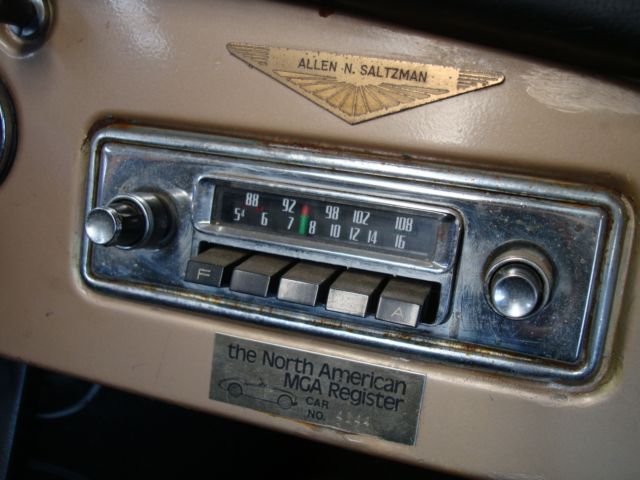 ALLEN N. SALTZMAN
88 92 98 102 108
54 6 7 8 10 12 14 16
F A
the North American
MGA Register
CAR
NO.